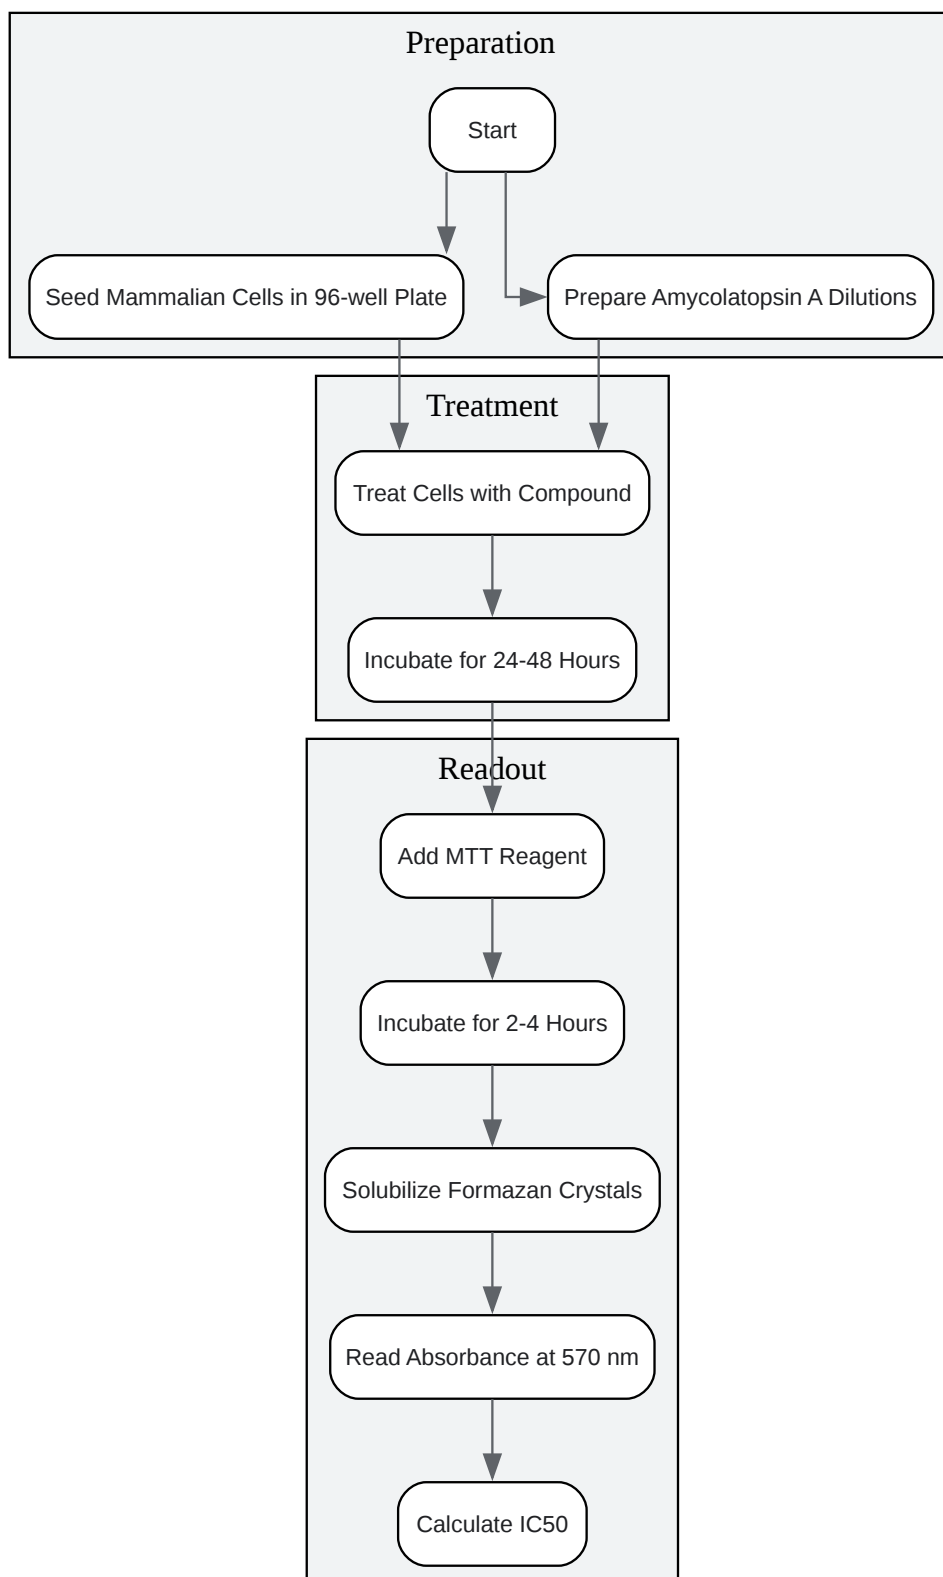 Preparation
Start
Seed Mammalian Cells in 96-well Plate
Prepare Amycolatopsin A Dilutions
Treatment
Treat Cells with Compound
Incubate for 24-48 Hours
Readout
Add MTT Reagent
Incubate for 2-4 Hours
Solubilize Formazan Crystals
Read Absorbance at 570 nm
Calculate IC50